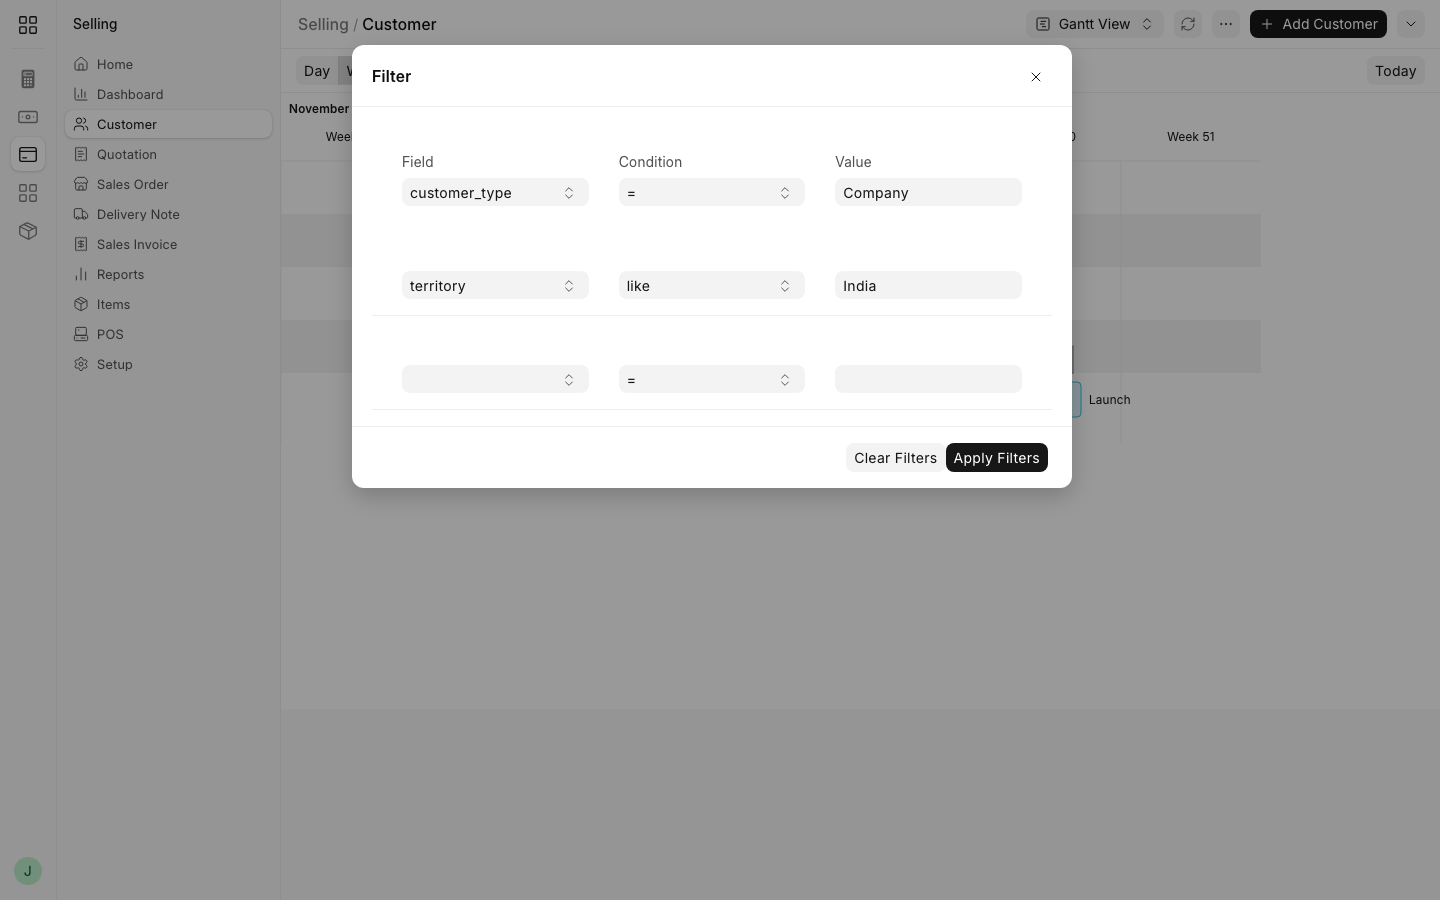 Selling
Selling / Customer
Gantt View
Add Customer
Home
Dashboard
Customer
Quotation
Sales Order
Delivery Note
Sales Invoice
Reports
Items
POS
Setup
J
Day
Today
November
Week 51
Launch
Filter
Field
Condition
Value
customer_type
=
Company
territory
like
India
=
Clear Filters
Apply Filters